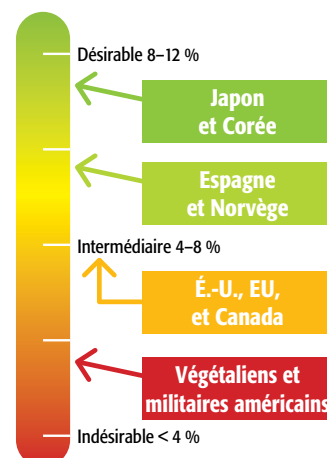 Désirable 8–12 %
Japon
et Corée
Espagne
et Norvège
Intermédiaire 4–8 %
É.-U., EU,
et Canada
Végétaliens et
militaires américains
Indésirable < 4 %